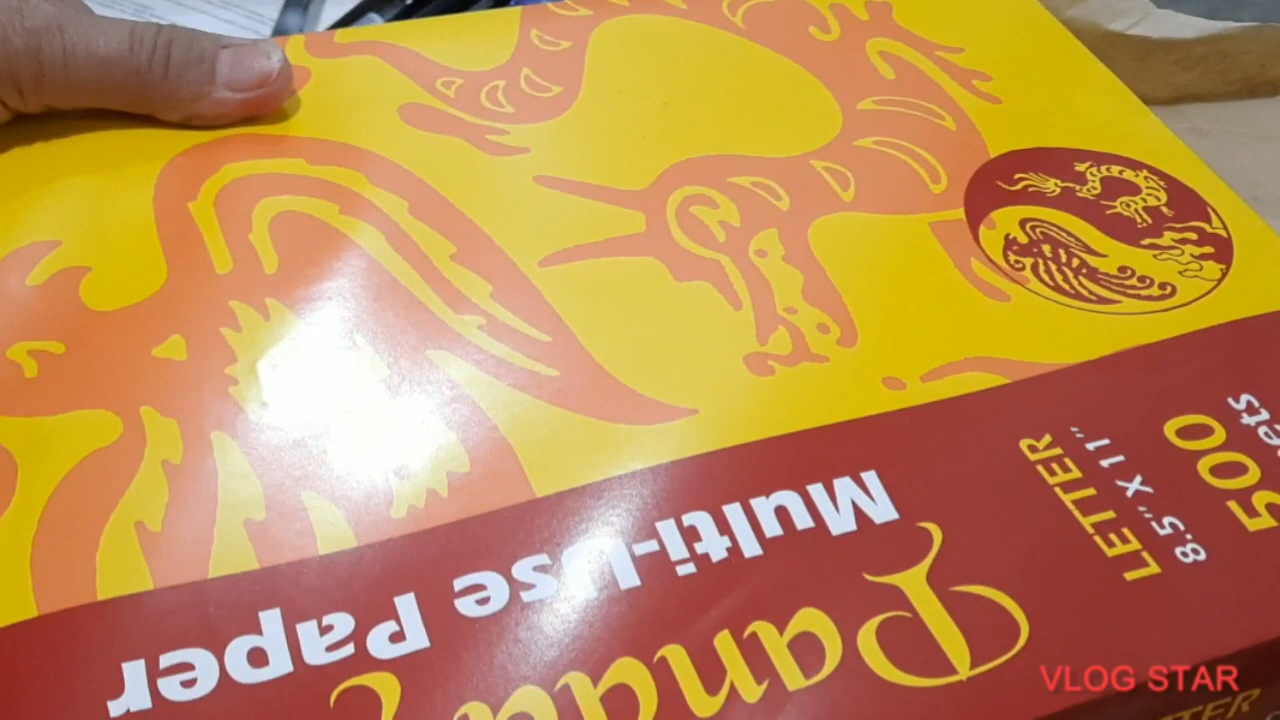 Multi-Use Paper
LETTER
8.5" X 11"
500
VLOG STAR